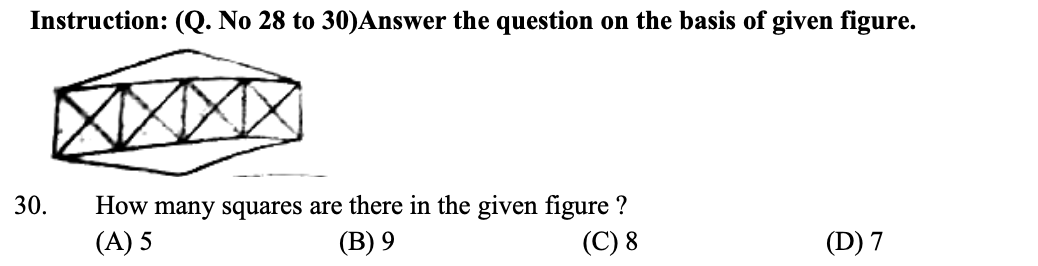 Instruction: (Q. No 28 to 30)Answer the question on the basis of given figure.
30. How many squares are there in the given figure ?
(A) 5 (B) 9 (C) 8 (D) 7